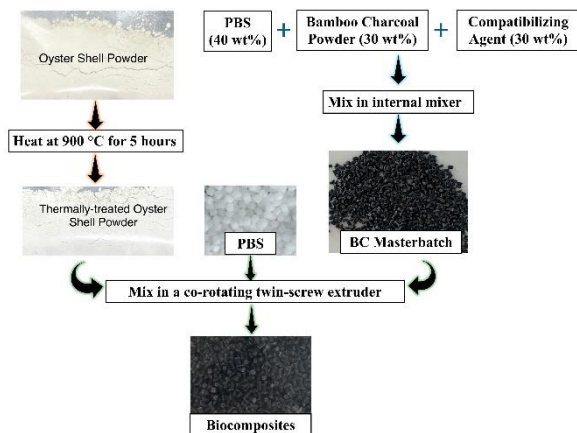 PBS
(40 wt%)
+
Bamboo Charcoal
Powder (30 wt%)
+
Compatibilizing
Agent (30 wt%)
Oyster Shell Powder
Mix in internal mixer
Heat at 900 °C for 5 hours
Thermally-treated Oyster
Shell Powder
PBS
BC Masterbatch
Mix in a co-rotating twin-screw extruder
Biocomposites